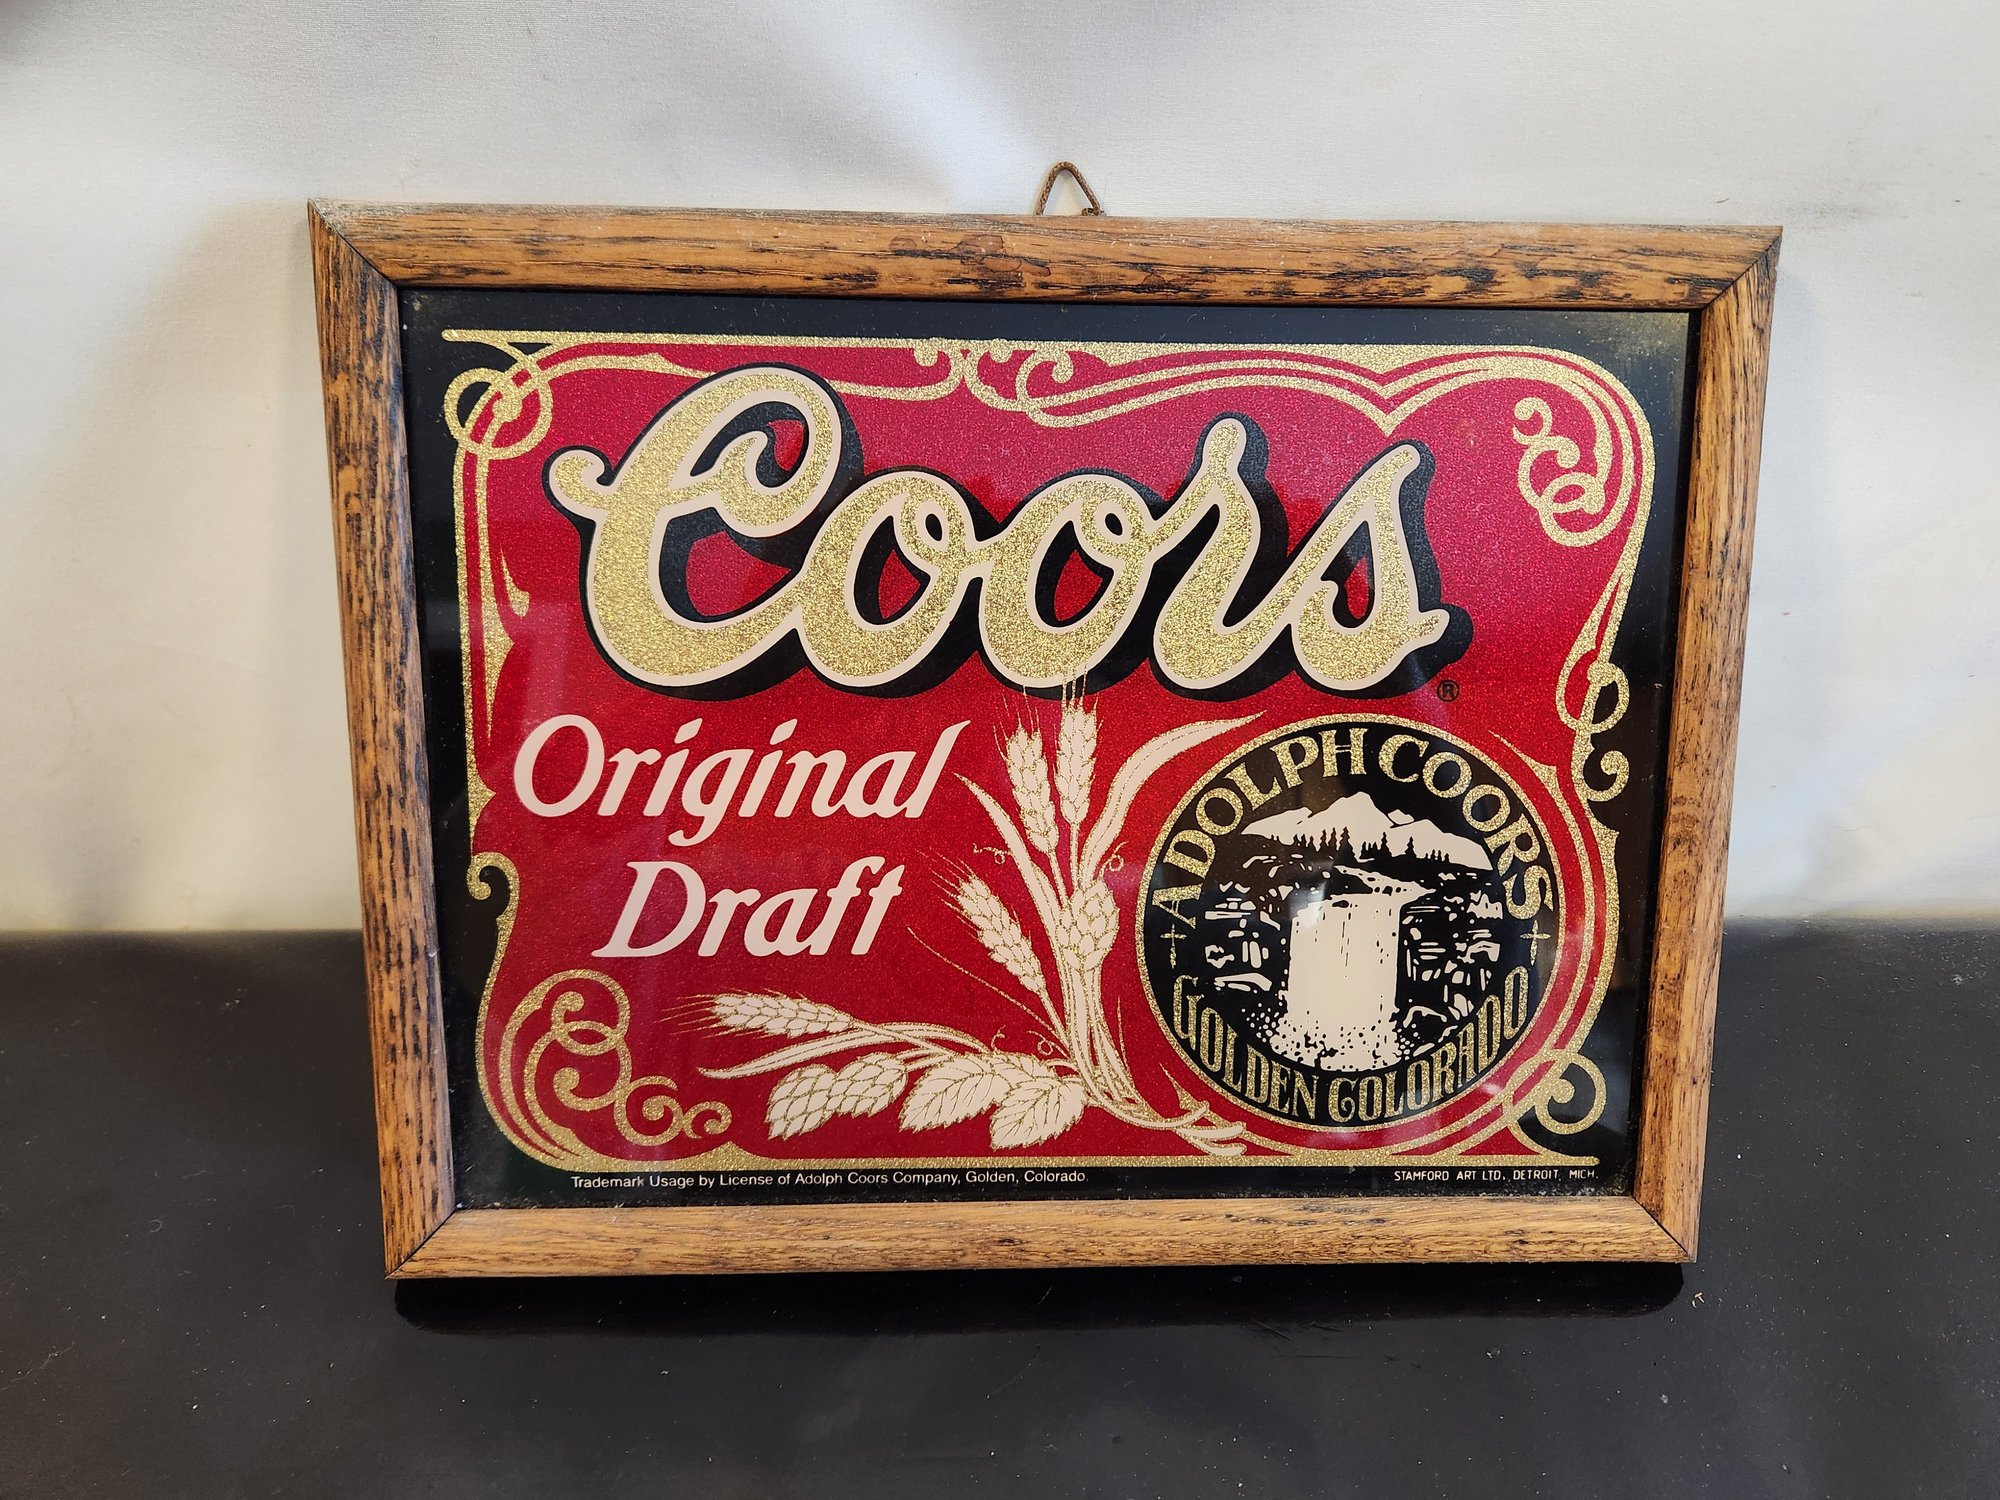 Coors®
Original
Draft
ADOLPH COORS
GOLDEN COLORADO
Trademark Usage by License of Adolph Coors Company, Golden, Colorado.
STAMFORD ART LTD., DETROIT, MICH.